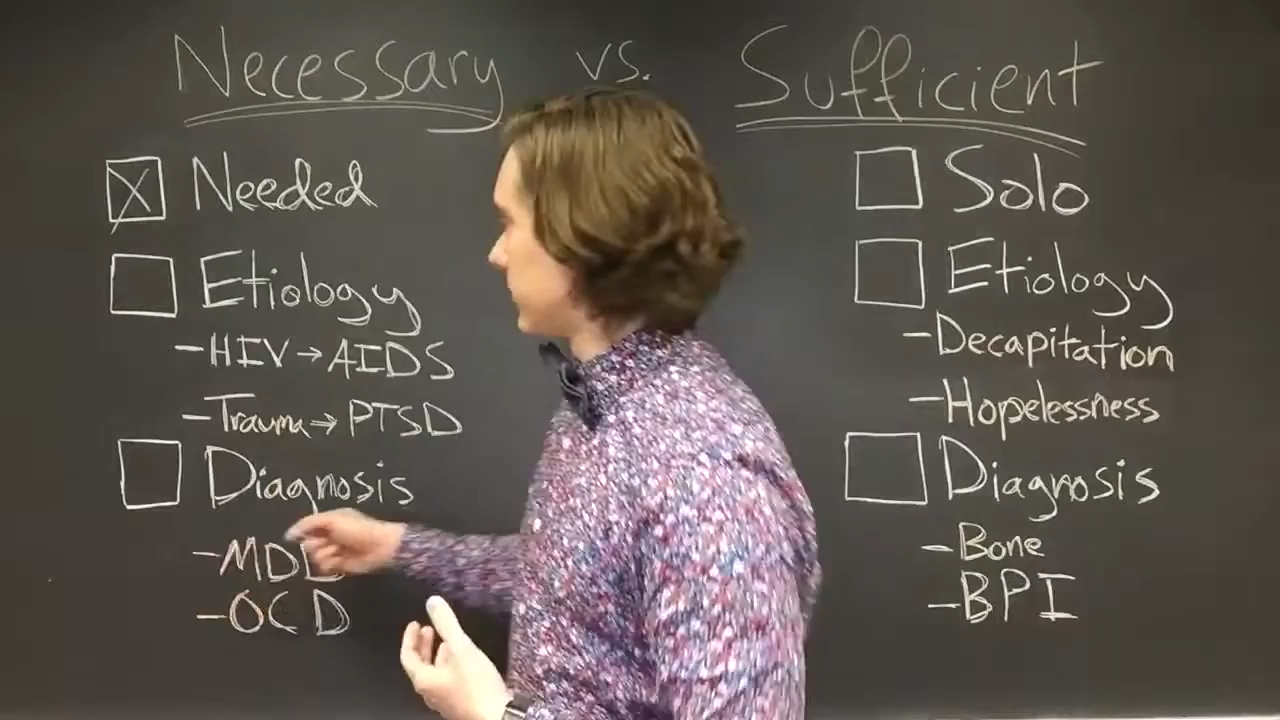 Necessary vs. Sufficient
Needed
Etiology
-HIV→AIDS
-Trauma→PTSD
Diagnosis
-OCD
Solo
Etiology
-Decapitation
-Hopelessness
Diagnosis
-Bone
-BPI